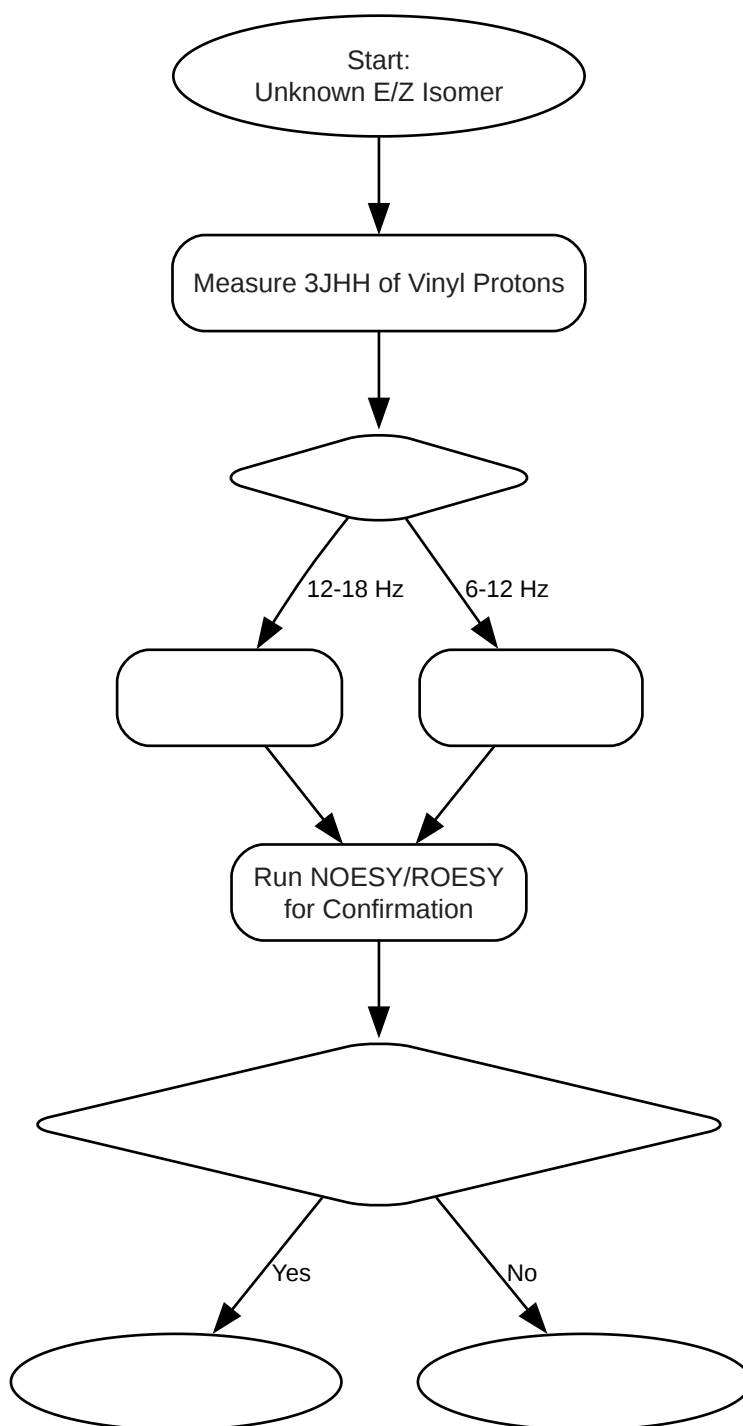 Start:
Unknown E/Z Isomer
Measure 3JHH of Vinyl Protons
12-18 Hz
6-12 Hz
Run NOESY/ROESY
for Confirmation
Yes
No